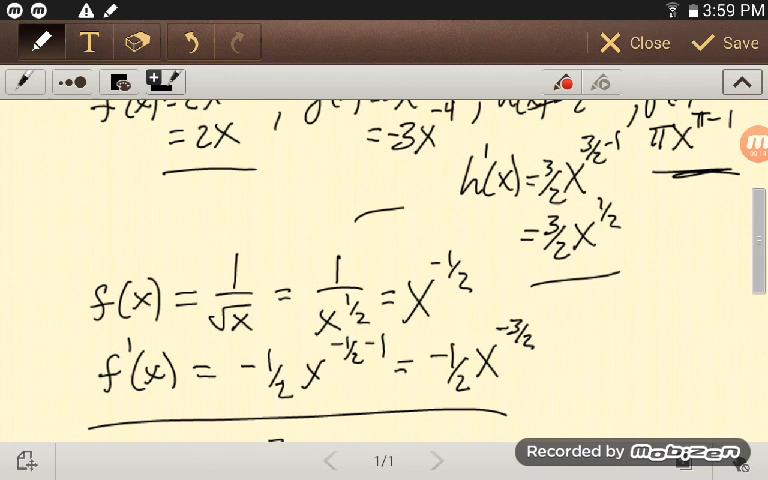 3:59 PM
T Close Save
= 2x
= -3x^-4
πx^π-1
00:14
h'(x) = 3/2 x^3/2-1
= 3/2 x^1/2
f(x) = 1/√x = 1/x^1/2 = x^-1/2
f'(x) = -1/2 x^-1/2-1 = -1/2 x^-3/2
Recorded by
mobizen
1/1